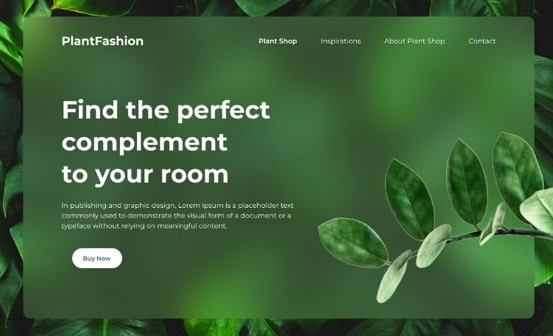 PlantFashion
Plant Shop Inspirations About Plant Shop Contact
Find the perfect
complement
to your room
In publishing and graphic design, Lorem ipsum is a placeholder text
commonly used to demonstrate the visual form of a document or a
typeface without relying on meaningful content.
Buy Now